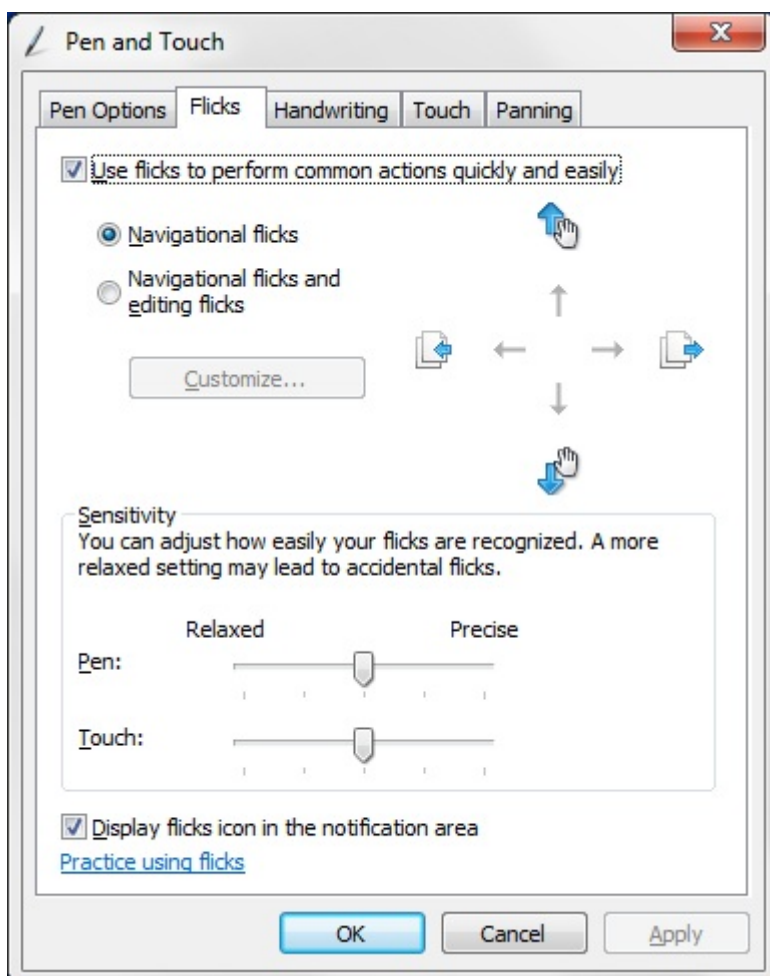 Pen and Touch
Pen Options Flicks Handwriting Touch Panning
Use flicks to perform common actions quickly and easily
Navigational flicks
Navigational flicks and
editing flicks
Customize...
Sensitivity
You can adjust how easily your flicks are recognized. A more
relaxed setting may lead to accidental flicks.
Relaxed Precise
Pen:
Touch:
Display flicks icon in the notification area
Practice using flicks
OK Cancel Apply